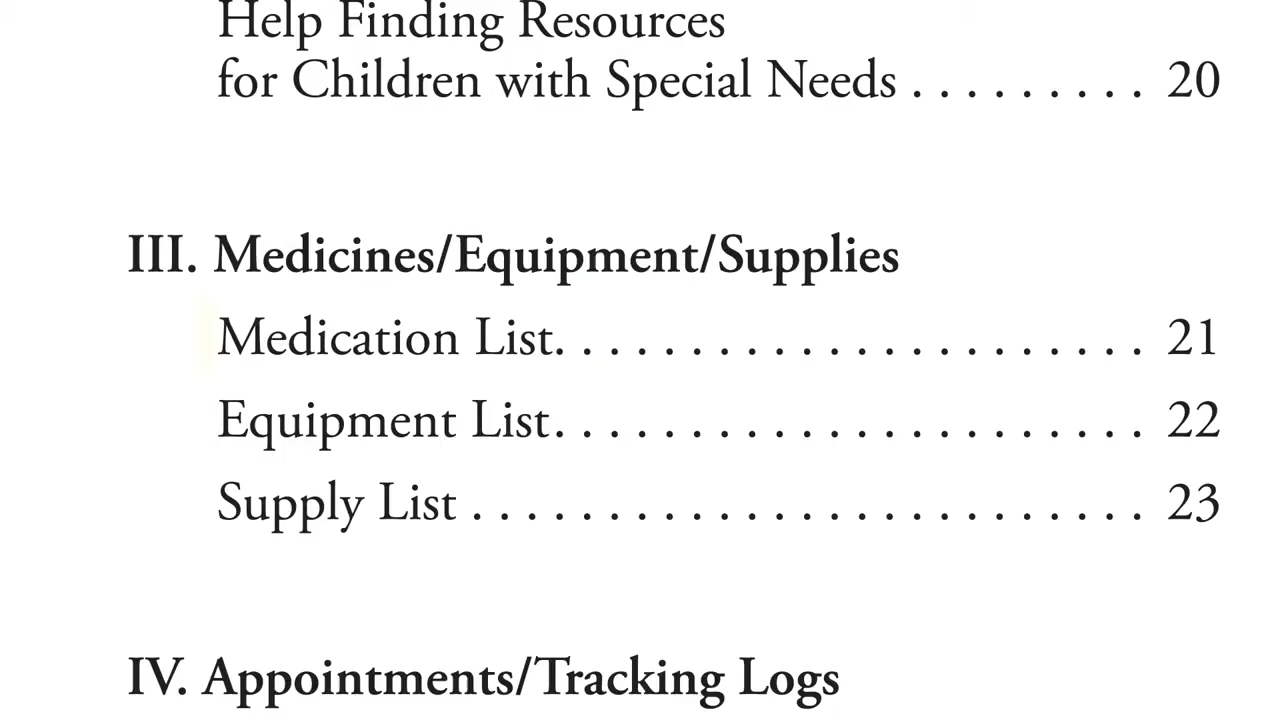 Help Finding Resources
for Children with Special Needs . . . . . . . . . 20
III. Medicines/Equipment/Supplies
Medication List. . . . . . . . . . . . . . . . . . . . . . 21
Equipment List. . . . . . . . . . . . . . . . . . . . . . 22
Supply List . . . . . . . . . . . . . . . . . . . . . . . . . 23
IV. Appointments/Tracking Logs